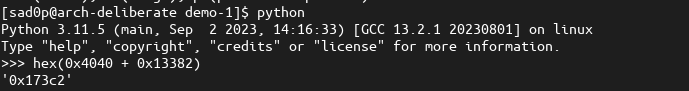 [sad0p@arch-deliberate demo-1]$ python
Python 3.11.5 (main, Sep  2 2023, 14:16:33) [GCC 13.2.1 20230801] on linux
Type "help", "copyright", "credits" or "license" for more information.
>>> hex(0x4040 + 0x13382)
'0x173c2'